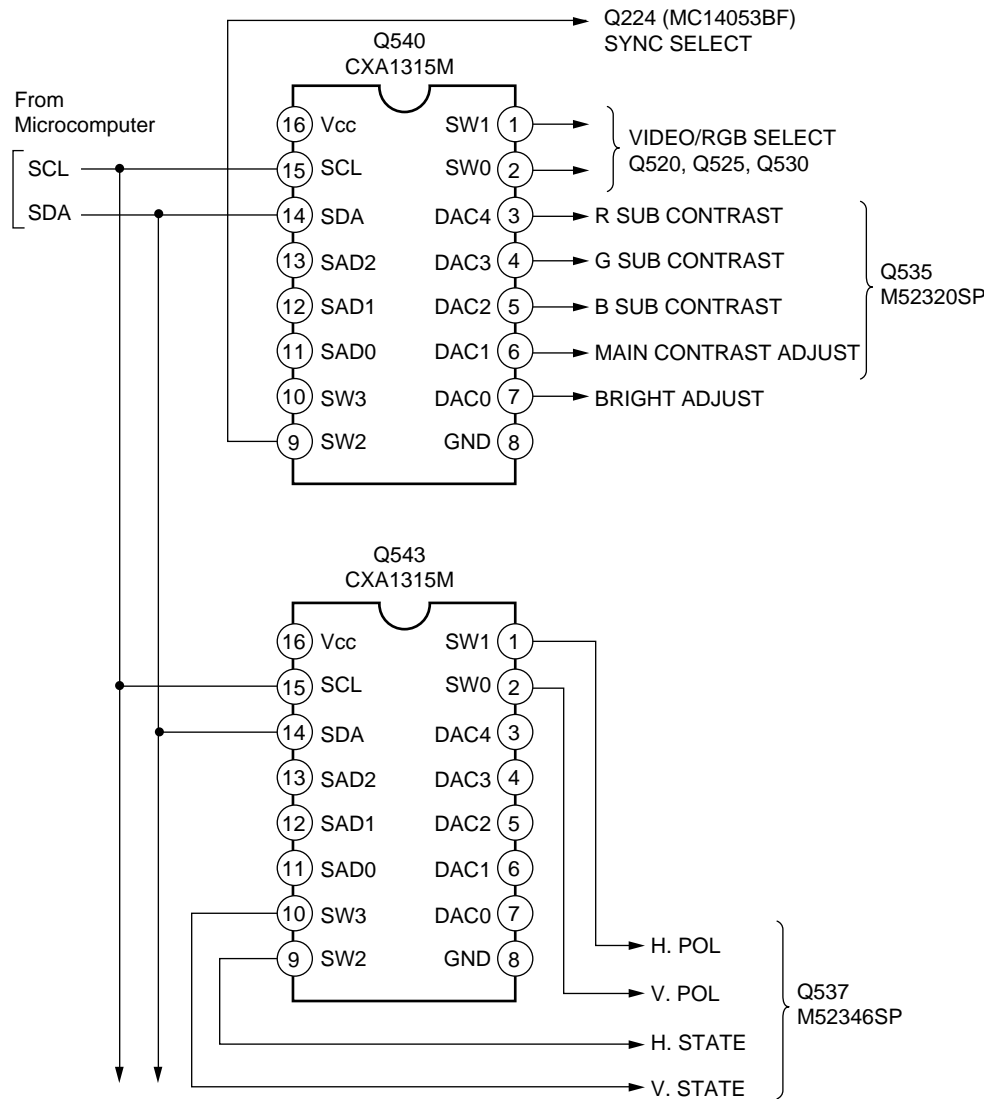 Q224 (MC14053BF)
SYNC SELECT
Q540
CXA1315M
From
Microcomputer
SCL
SDA
16 Vcc SW1 1
15 SCL SW0 2
14 SDA DAC4 3
13 SAD2 DAC3 4
12 SAD1 DAC2 5
11 SAD0 DAC1 6
10 SW3 DAC0 7
9 SW2 GND 8
VIDEO/RGB SELECT
Q520, Q525, Q530
R SUB CONTRAST
G SUB CONTRAST
B SUB CONTRAST
MAIN CONTRAST ADJUST
BRIGHT ADJUST
Q535
M52320SP
Q543
CXA1315M
16 Vcc SW1 1
15 SCL SW0 2
14 SDA DAC4 3
13 SAD2 DAC3 4
12 SAD1 DAC2 5
11 SAD0 DAC1 6
10 SW3 DAC0 7
9 SW2 GND 8
H. POL
V. POL
H. STATE
V. STATE
Q537
M52346SP